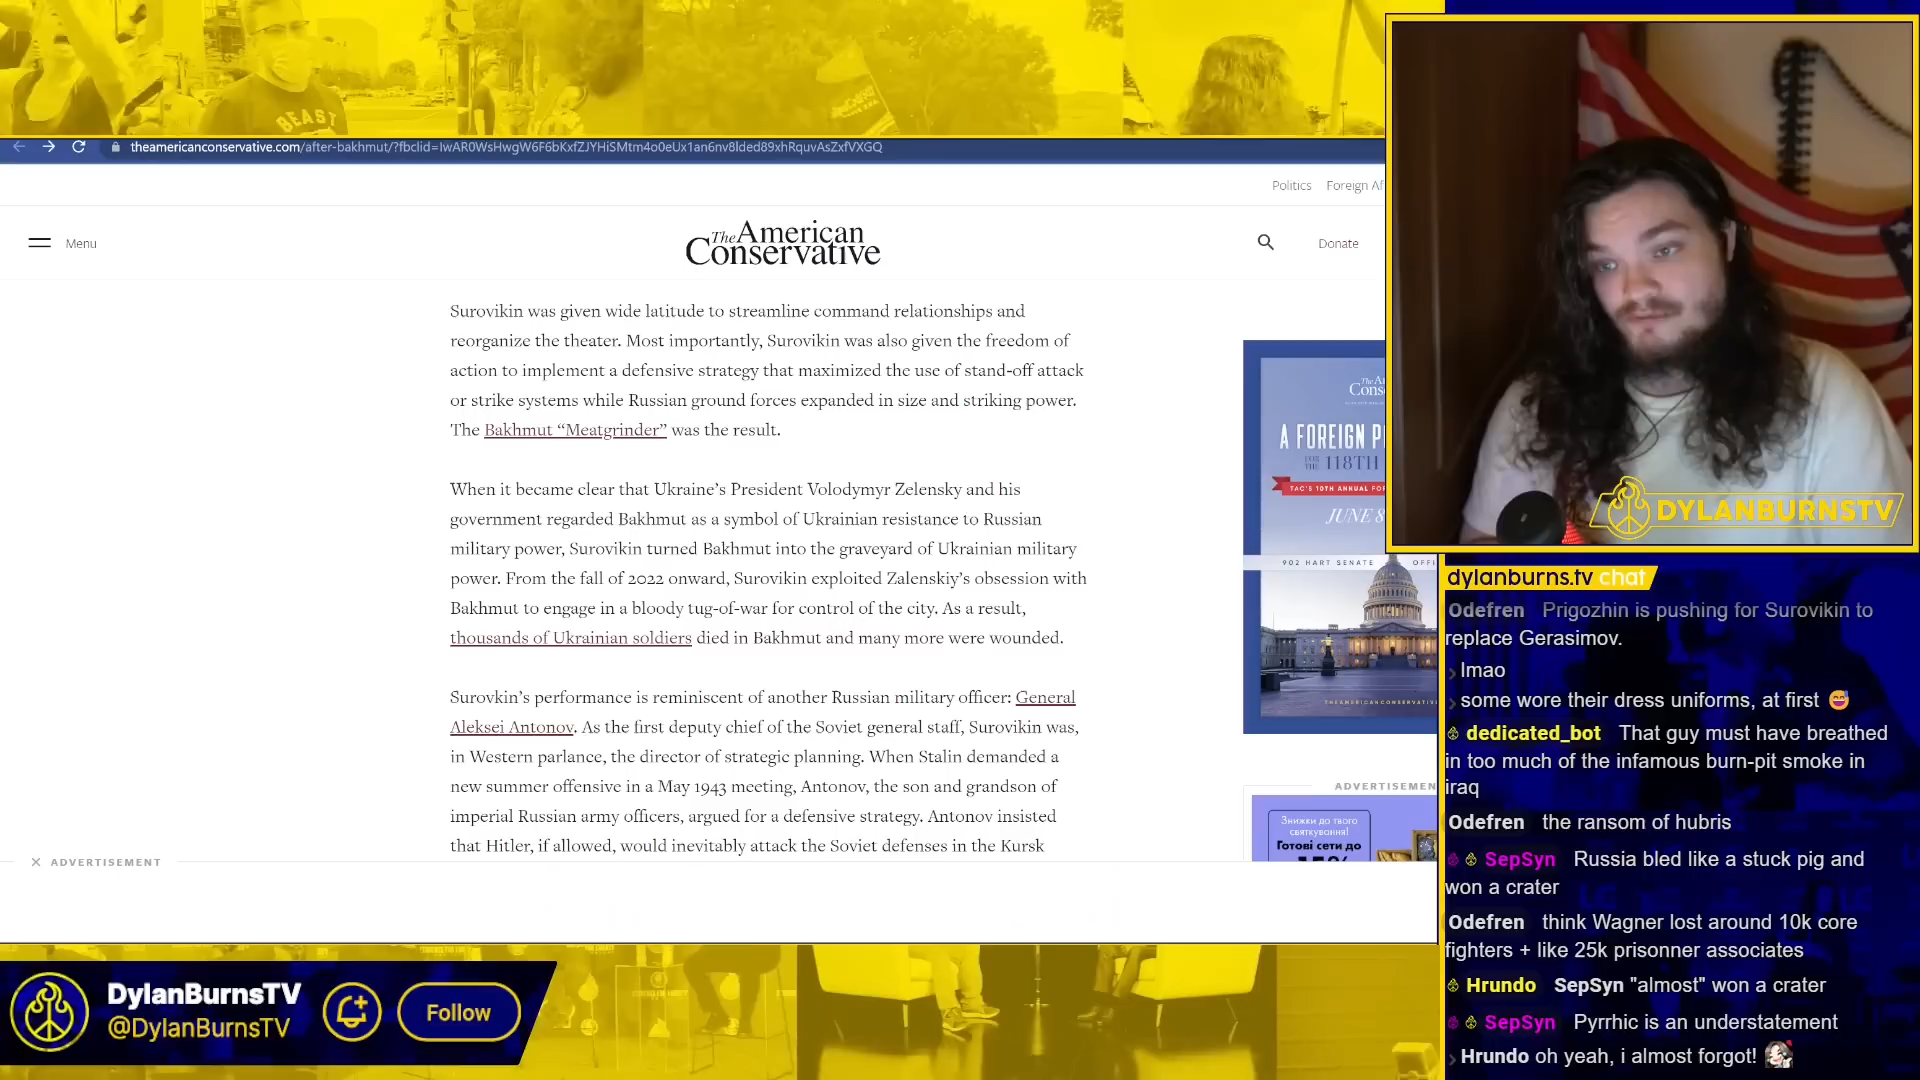 BEAST
theamericanconservative.com/after-bakhmut/?fbclid=IwAR0WsHwgW6F6bKxfZJYHiSMtm4o0eUx1an6nv8lded89xhRquvAsZxfVXGQ
Politics Foreign Af
Menu
The American
Conservative
Donate
Surovikin was given wide latitude to streamline command relationships and
reorganize the theater. Most importantly, Surovikin was also given the freedom of
action to implement a defensive strategy that maximized the use of stand-off attack
or strike systems while Russian ground forces expanded in size and striking power.
The Bakhmut “Meatgrinder” was the result.
When it became clear that Ukraine’s President Volodymyr Zelensky and his
government regarded Bakhmut as a symbol of Ukrainian resistance to Russian
military power, Surovikin turned Bakhmut into the graveyard of Ukrainian military
power. From the fall of 2022 onward, Surovikin exploited Zalenskiy’s obsession with
Bakhmut to engage in a bloody tug-of-war for control of the city. As a result,
thousands of Ukrainian soldiers died in Bakhmut and many more were wounded.
Surovkin’s performance is reminiscent of another Russian military officer: General
Aleksei Antonov. As the first deputy chief of the Soviet general staff, Surovikin was,
in Western parlance, the director of strategic planning. When Stalin demanded a
new summer offensive in a May 1943 meeting, Antonov, the son and grandson of
imperial Russian army officers, argued for a defensive strategy. Antonov insisted
that Hitler, if allowed, would inevitably attack the Soviet defenses in the Kursk
ADVERTISEMENT
The A
Cons
A FOREIGN P
FOR THE 118TH
TAC'S 10TH ANNUAL FOR
JUNE 8
902 HART SENATE OFFI
THEAMERICANCONSERVATIV
ADVERTISEMEN
Знижки до твого
святкування!
Готові сети до
DYLANBURNSTV
dylanburns.tv chat
Odefren Prigozhin is pushing for Surovikin to
replace Gerasimov.
lmao
some wore their dress uniforms, at first 😅
dedicated_bot That guy must have breathed
in too much of the infamous burn-pit smoke in
iraq
Odefren the ransom of hubris
SepSyn Russia bled like a stuck pig and
won a crater
Odefren think Wagner lost around 10k core
fighters + like 25k prisonner associates
Hrundo SepSyn "almost" won a crater
SepSyn Pyrrhic is an understatement
Hrundo oh yeah, i almost forgot!
DylanBurnsTV
@DylanBurnsTV
Follow